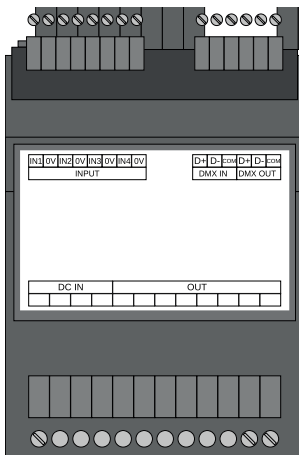 IN1 0V IN2 0V IN3 0V IN4 0V D+ D- COM D+ D- COM
INPUT DMX IN DMX OUT
DC IN OUT